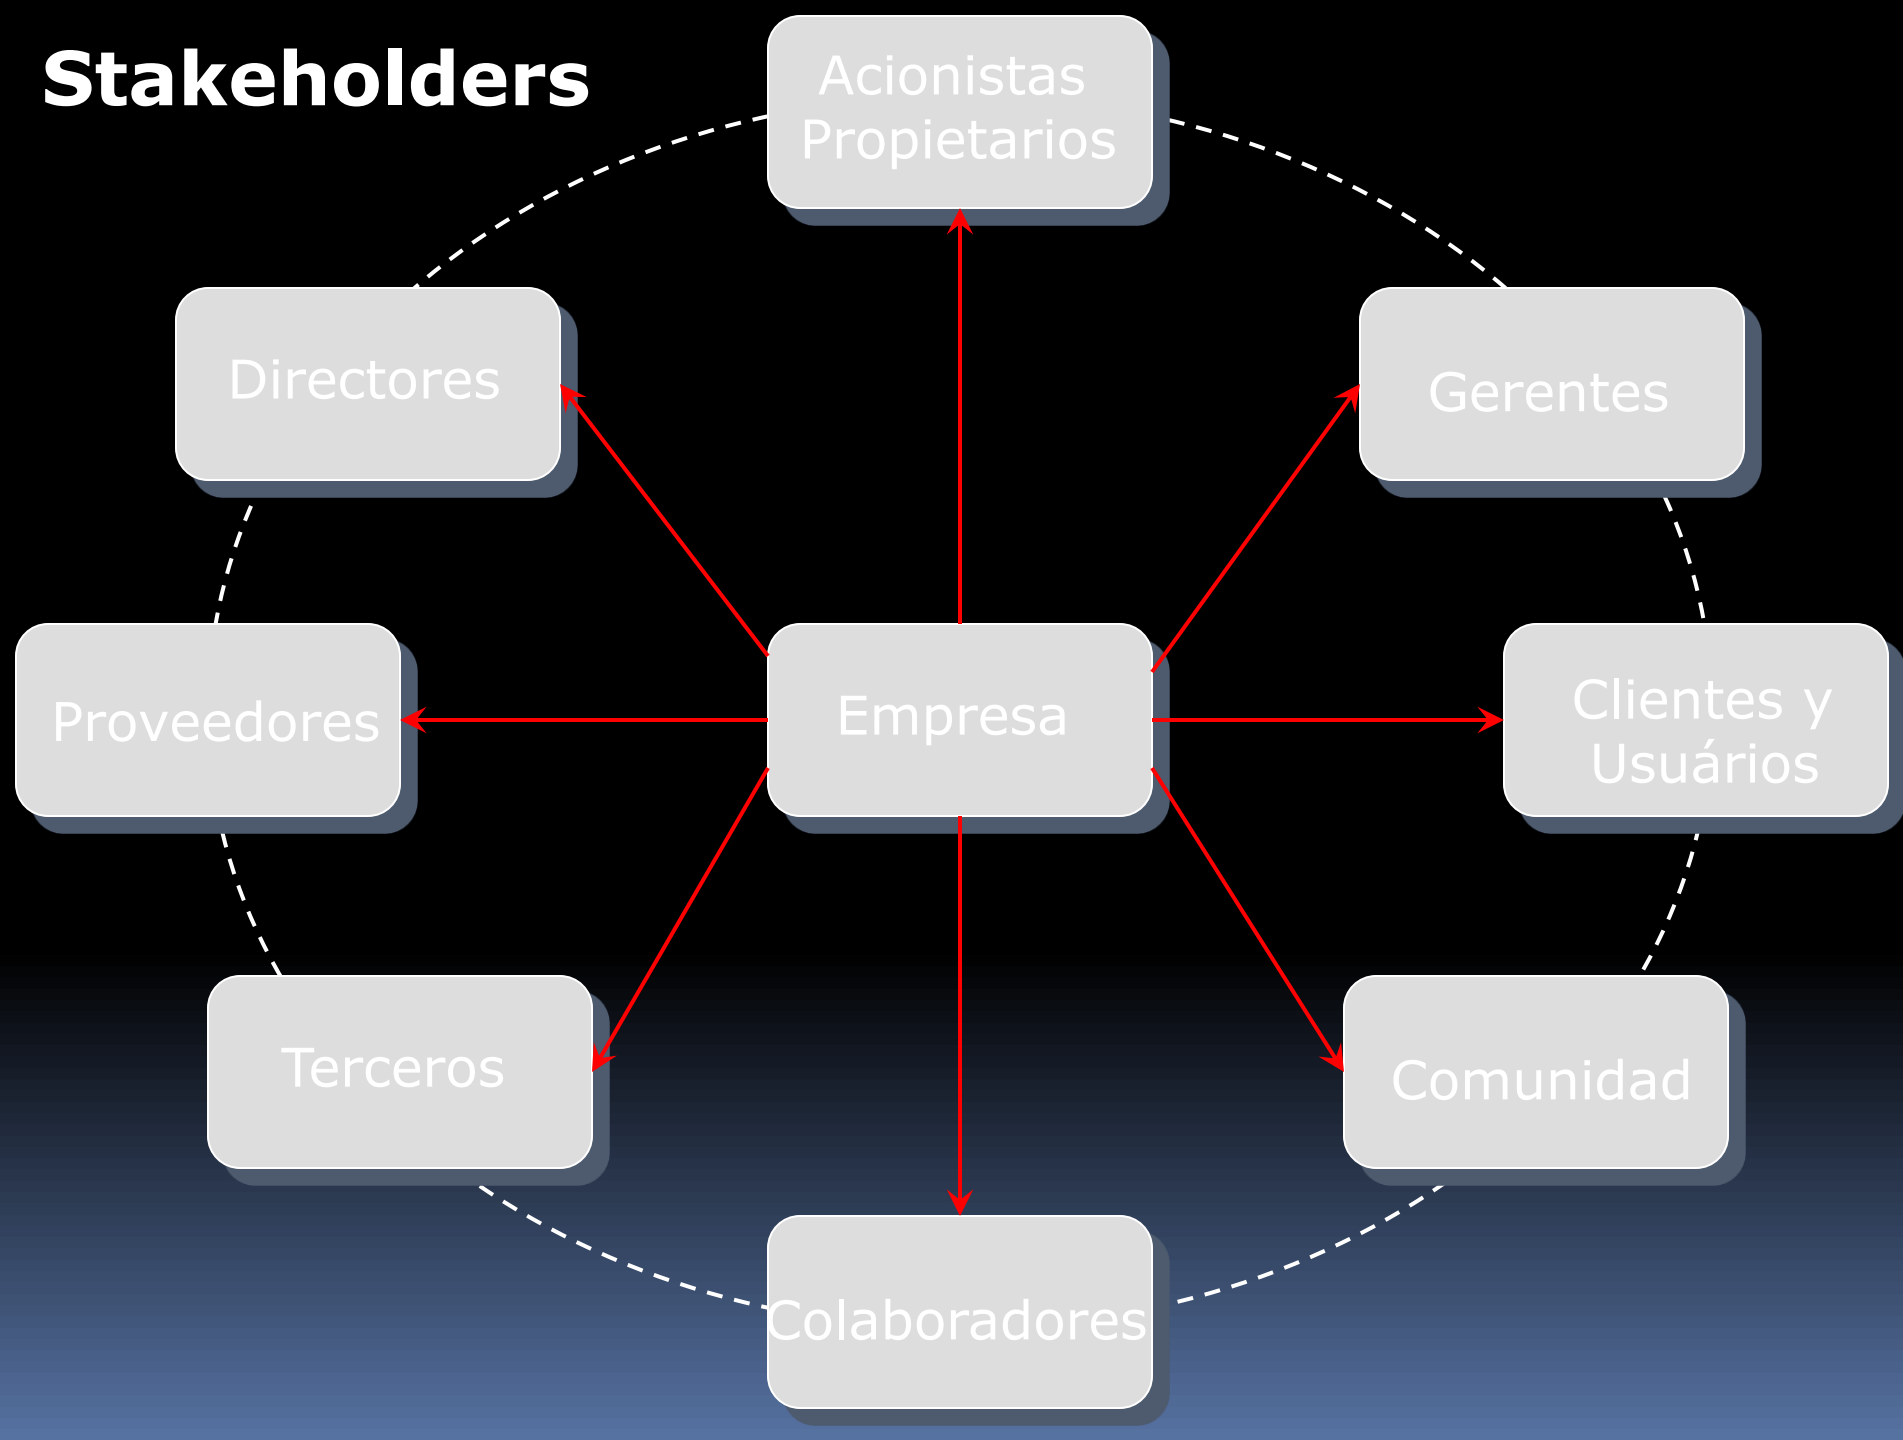 Stakeholders
Acionistas
Propietarios
Directores
Gerentes
Proveedores
Empresa
Clientes y
Usuários
Terceros
Comunidad
Colaboradores